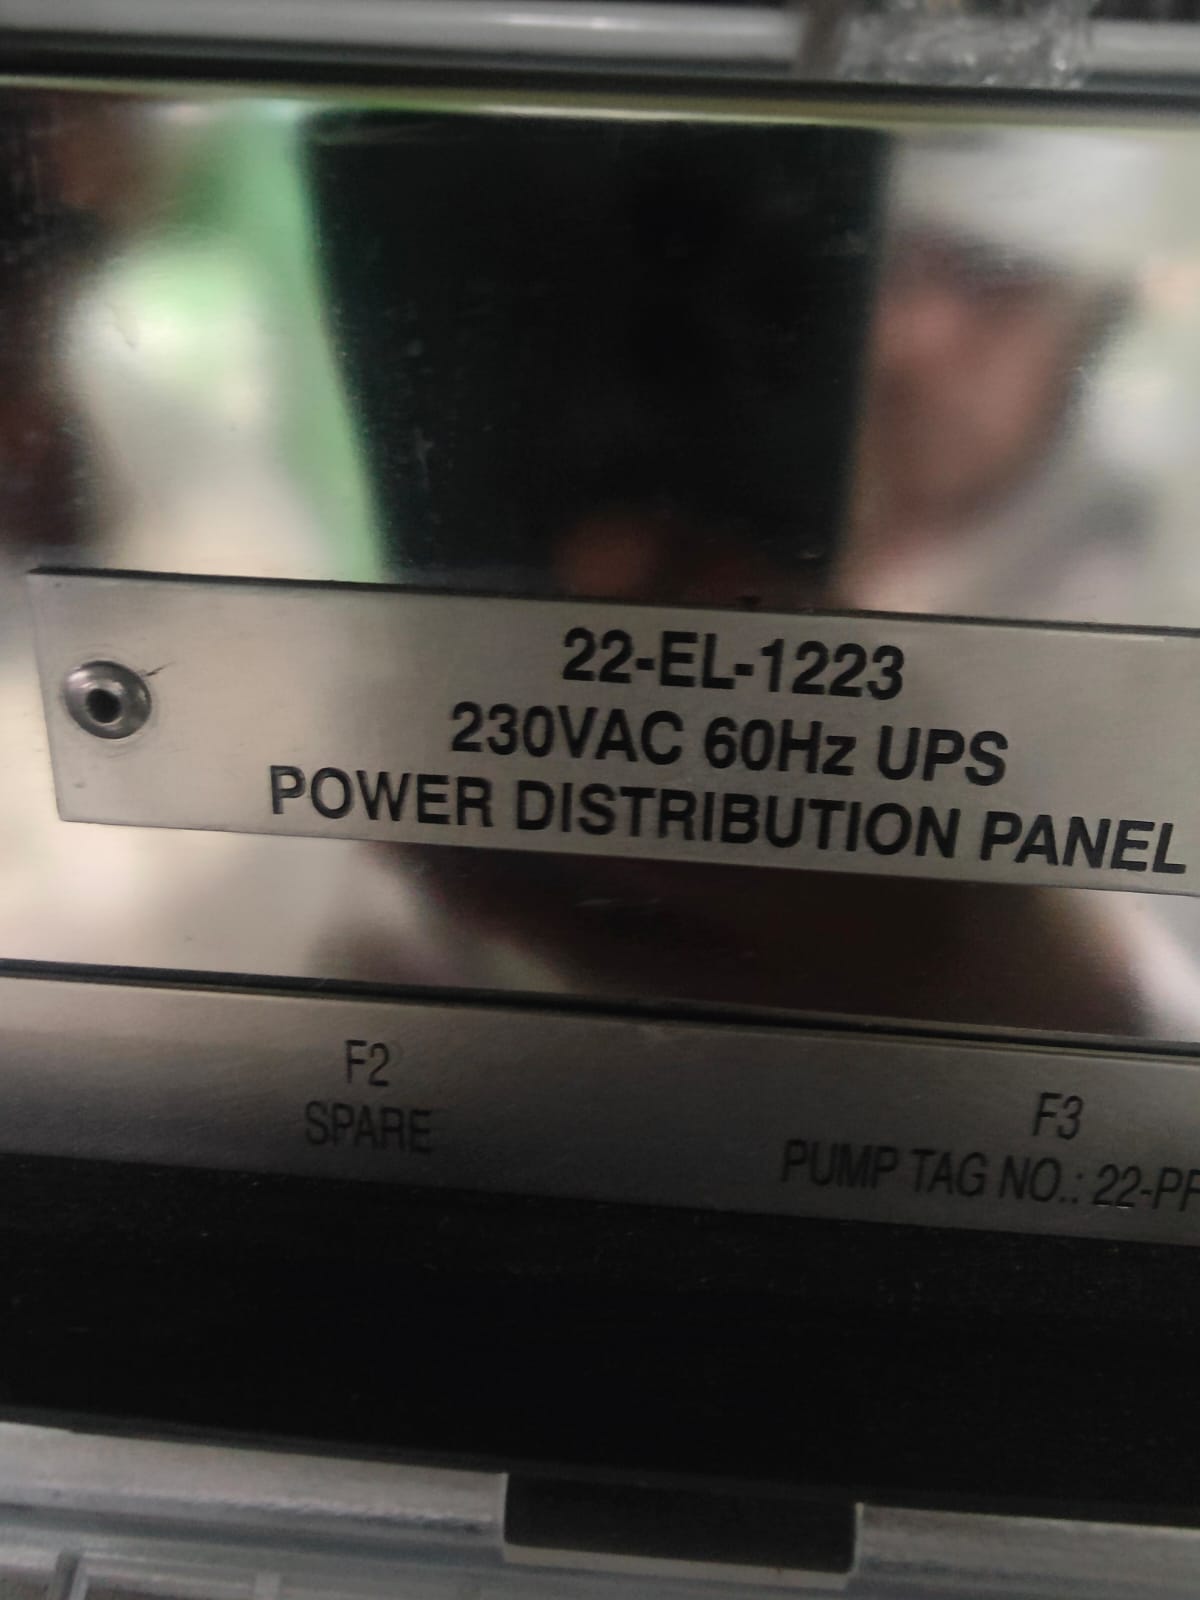 22-EL-1223
230VAC 60Hz UPS
POWER DISTRIBUTION PANEL
F2
SPARE
F3
PUMP TAG NO.: